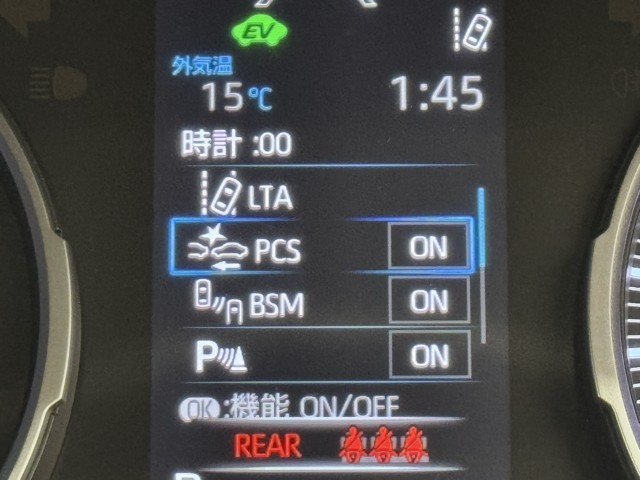 EV
外気温
15℃ 1:45
時計 :00
LTA
PCS ON
BSM ON
P ON
OK :機能 ON/OFF
REAR